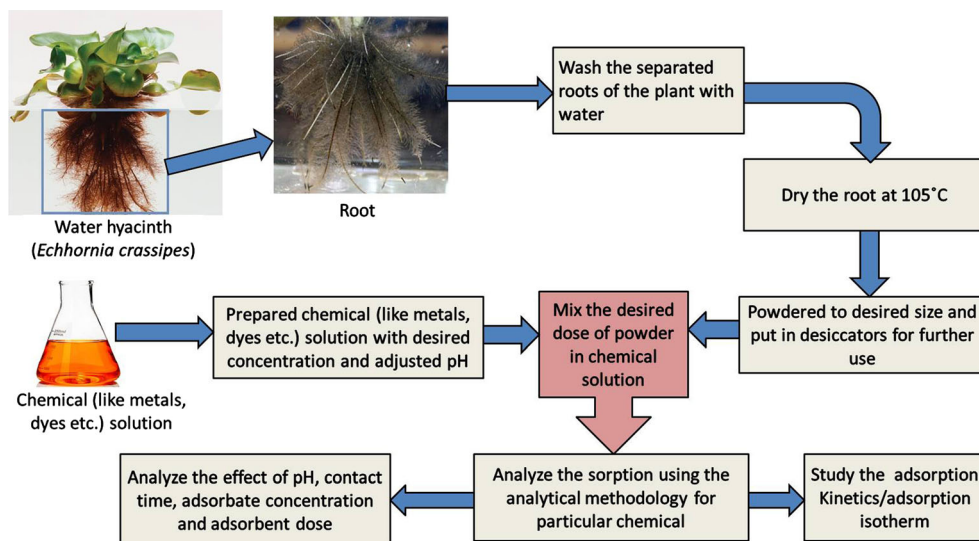 Wash the separated
roots of the plant with
water
Root
Water hyacinth
(Echhornia crassipes)
Dry the root at 105˚C
Prepared chemical (like metals,
dyes etc.) solution with desired
concentration and adjusted pH
Mix the desired
dose of powder
in chemical
solution
Powdered to desired size and
put in desiccators for further
use
Chemical (like metals,
dyes etc.) solution
Analyze the effect of pH, contact
time, adsorbate concentration
and adsorbent dose
Analyze the sorption using the
analytical methodology for
particular chemical
Study the adsorption
Kinetics/adsorption
isotherm